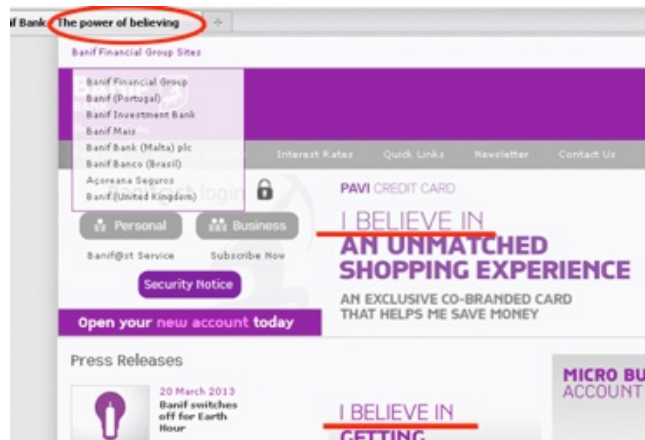 if Bank The power of believing
Banif Financial Group Sites
Banif Financial Group
Banif (Portugal)
Banif Investment Bank
Banif Mais
Banif Bank (Malta) plc
Banif Banco (Brasil)
Açoreana Seguros
Banif (United Kingdom)
Interest Rates Quick Links Newsletter Contact Us
login
Personal Business
Banif@st Service Subscribe Now
Security Notice
Open your new account today
PAVI CREDIT CARD
I BELIEVE IN
AN UNMATCHED
SHOPPING EXPERIENCE
AN EXCLUSIVE CO-BRANDED CARD
THAT HELPS ME SAVE MONEY
Press Releases
20 March 2013
Banif switches
off for Earth
Hour
I BELIEVE IN
GETTING
MICRO BU
ACCOUNT